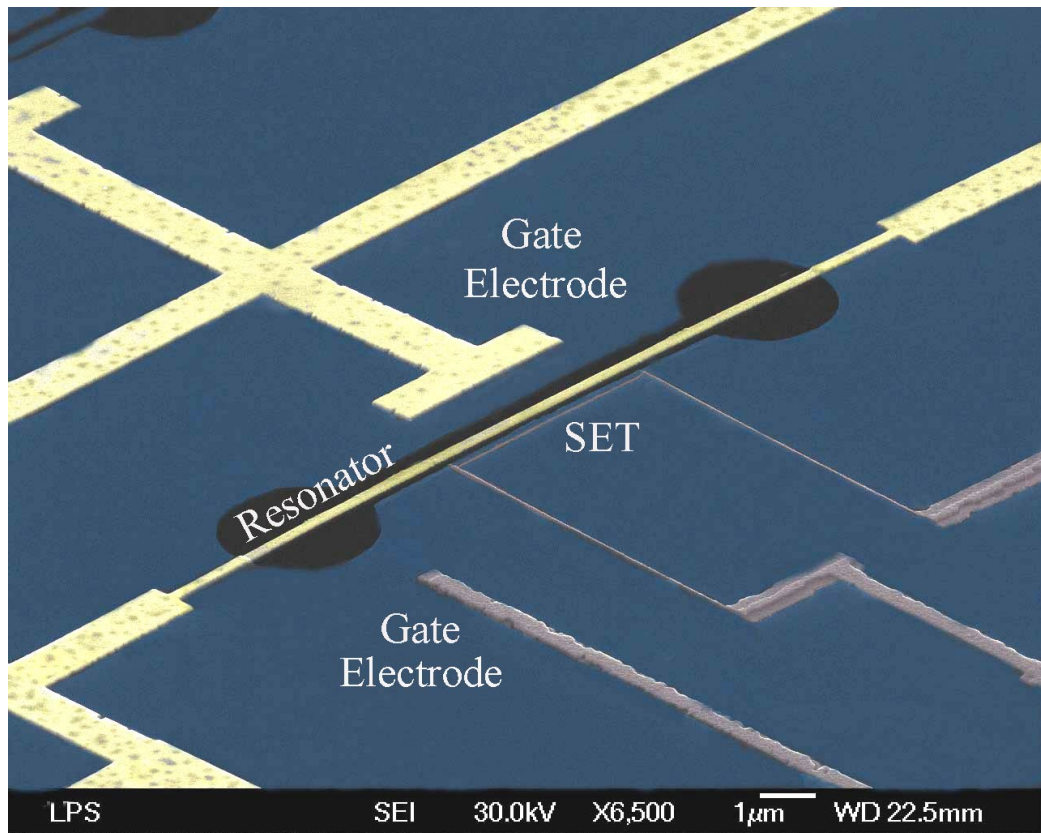 Gate
Electrode
SET
Resonator
Gate
Electrode
LPS SEI 30.0kV X6,500 1μm WD 22.5mm